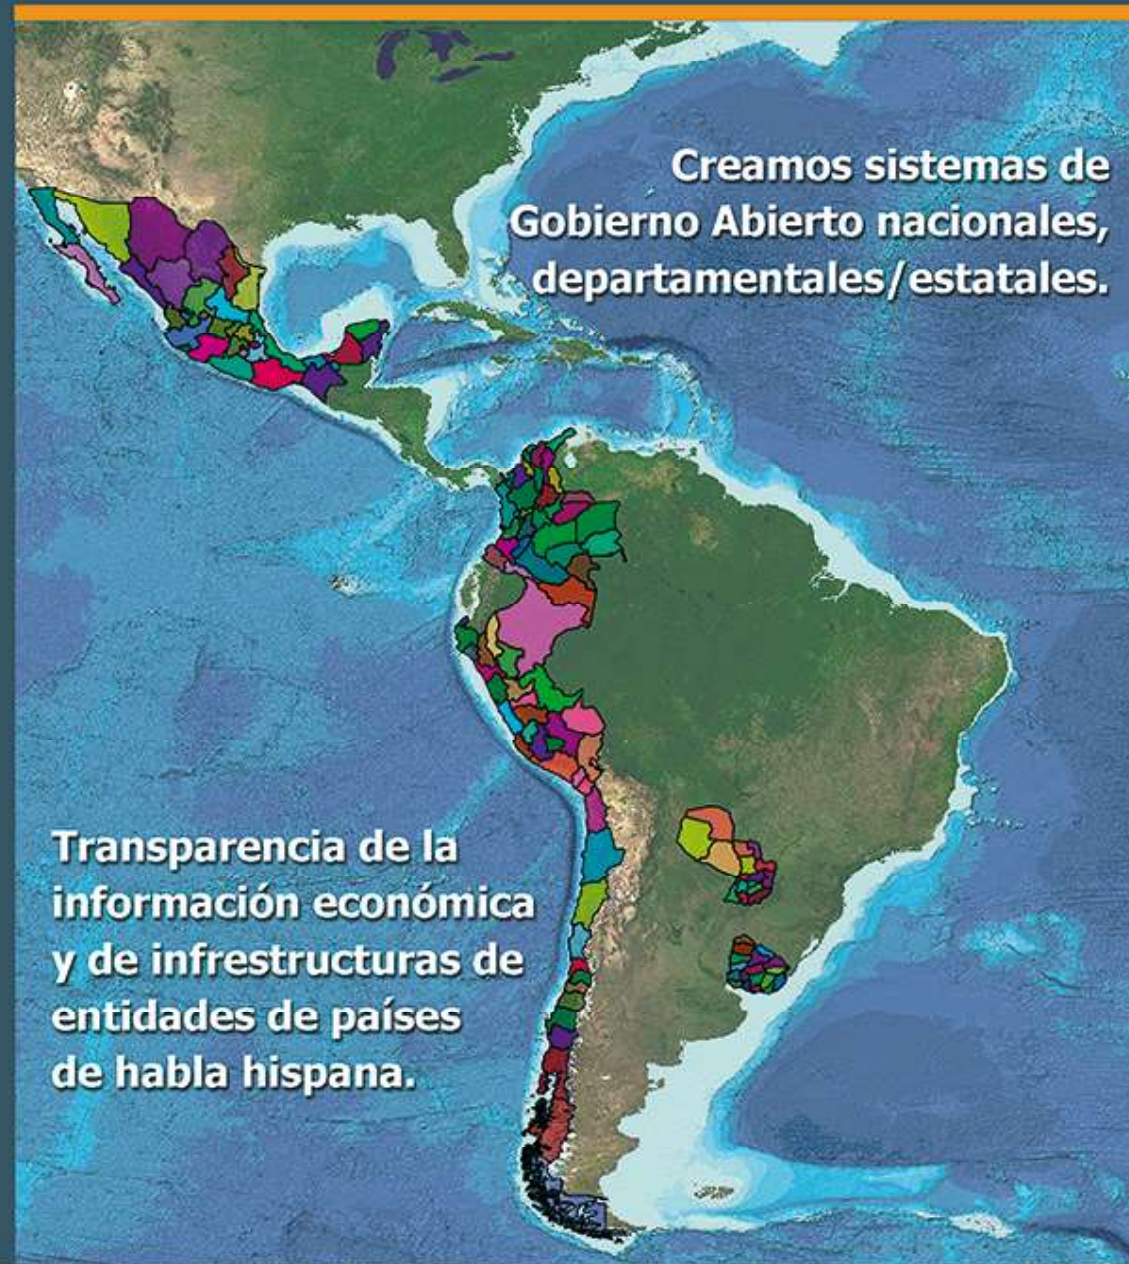 Creamos sistemas de
Gobierno Abierto nacionales,
departamentales/estatales.
Transparencia de la
información económica
y de infrestructuras de
entidades de países
de habla hispana.